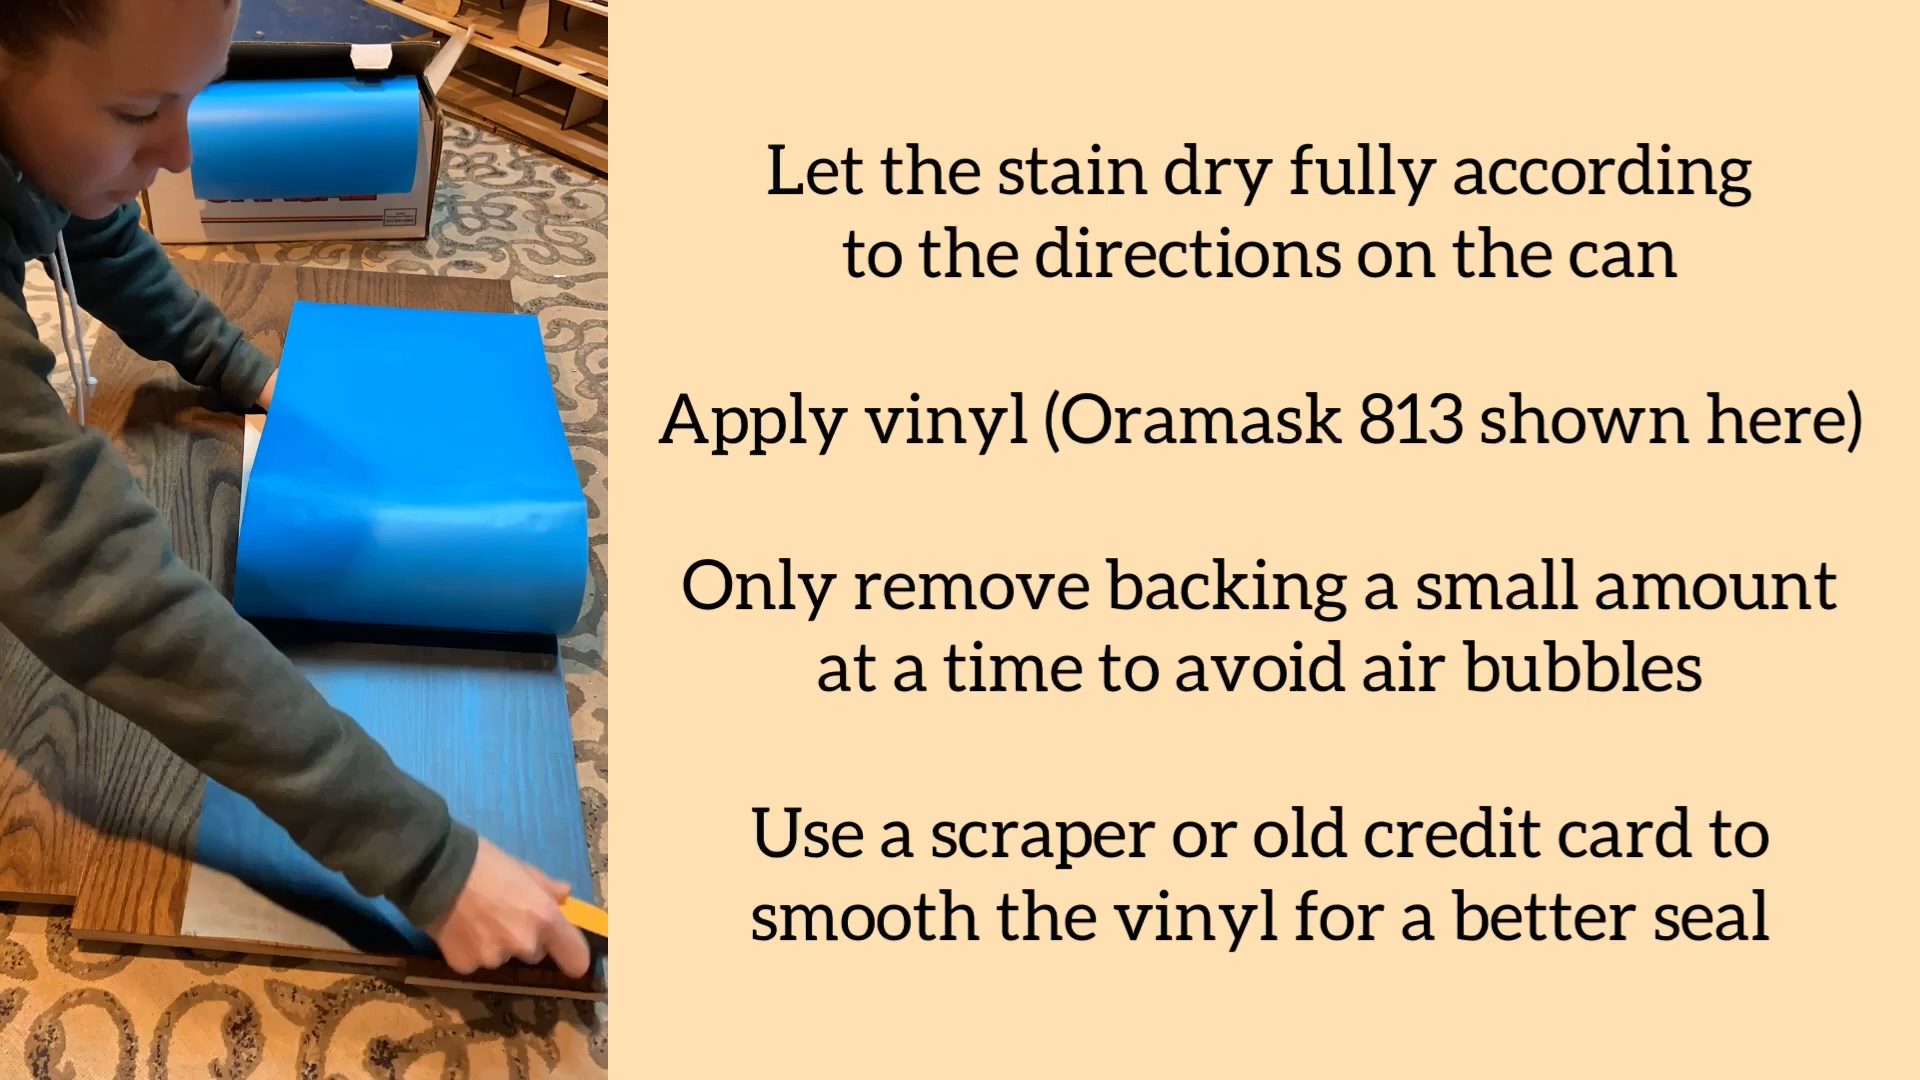 Let the stain dry fully according
to the directions on the can
Apply vinyl (Oramask 813 shown here)
Only remove backing a small amount
at a time to avoid air bubbles
Use a scraper or old credit card to
smooth the vinyl for a better seal